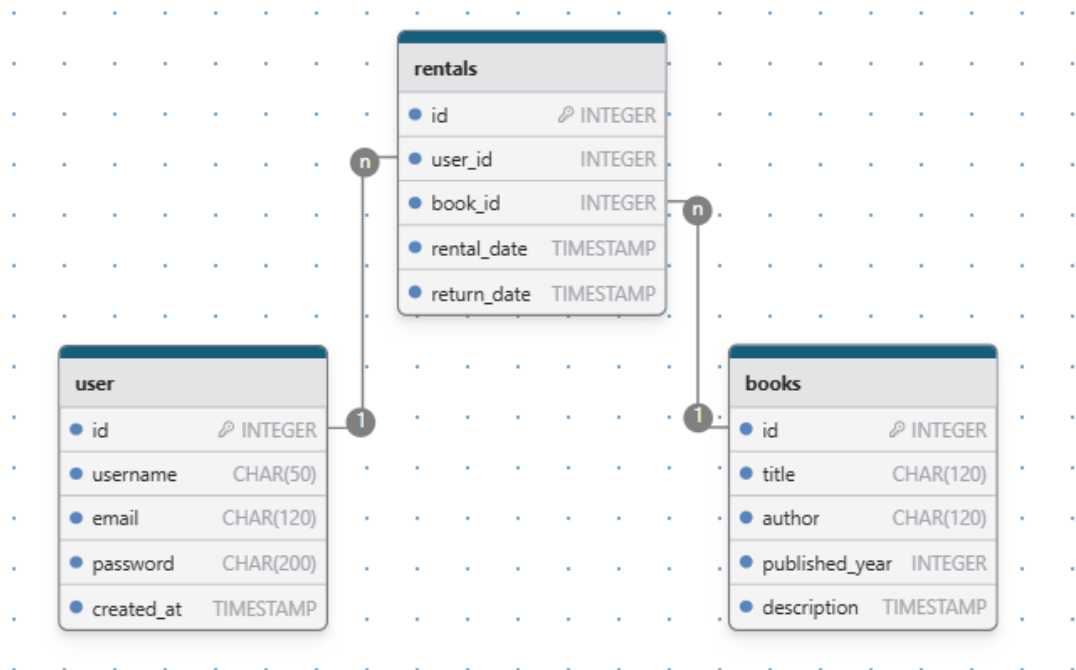 rentals
id INTEGER
n user_id INTEGER
book_id INTEGER n
rental_date TIMESTAMP
return_date TIMESTAMP
user
id INTEGER 1
username CHAR(50)
email CHAR(120)
password CHAR(200)
created_at TIMESTAMP
books
1 id INTEGER
title CHAR(120)
author CHAR(120)
published_year INTEGER
description TIMESTAMP